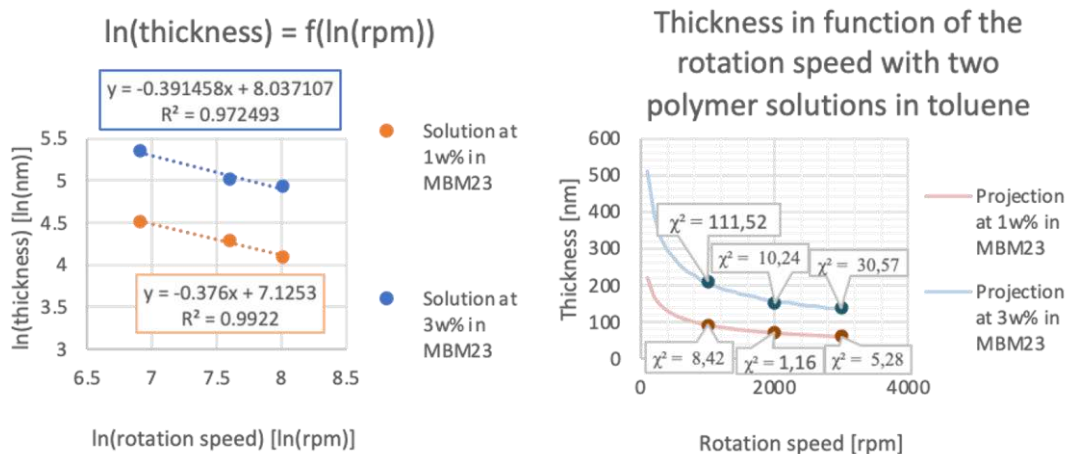 ln(thickness) = f(ln(rpm))
y = -0.391458x + 8.037107
R² = 0.972493
5.5
5
4.5
4
3.5
3
ln(thickness) [ln(nm)]
y = -0.376x + 7.1253
R² = 0.9922
6.5
7
7.5
8
8.5
ln(rotation speed) [ln(rpm)]
Solution at
1w% in
MBM23
Solution at
3w% in
MBM23
Thickness in function of the
rotation speed with two
polymer solutions in toluene
600
500
400
300
200
100
0
Thickness [nm]
χ² = 111,52
χ² = 10,24
χ² = 30,57
χ² = 8,42
χ² = 1,16
χ² = 5,28
0
2000
4000
Rotation speed [rpm]
Projection
at 1w% in
MBM23
Projection
at 3w% in
MBM23